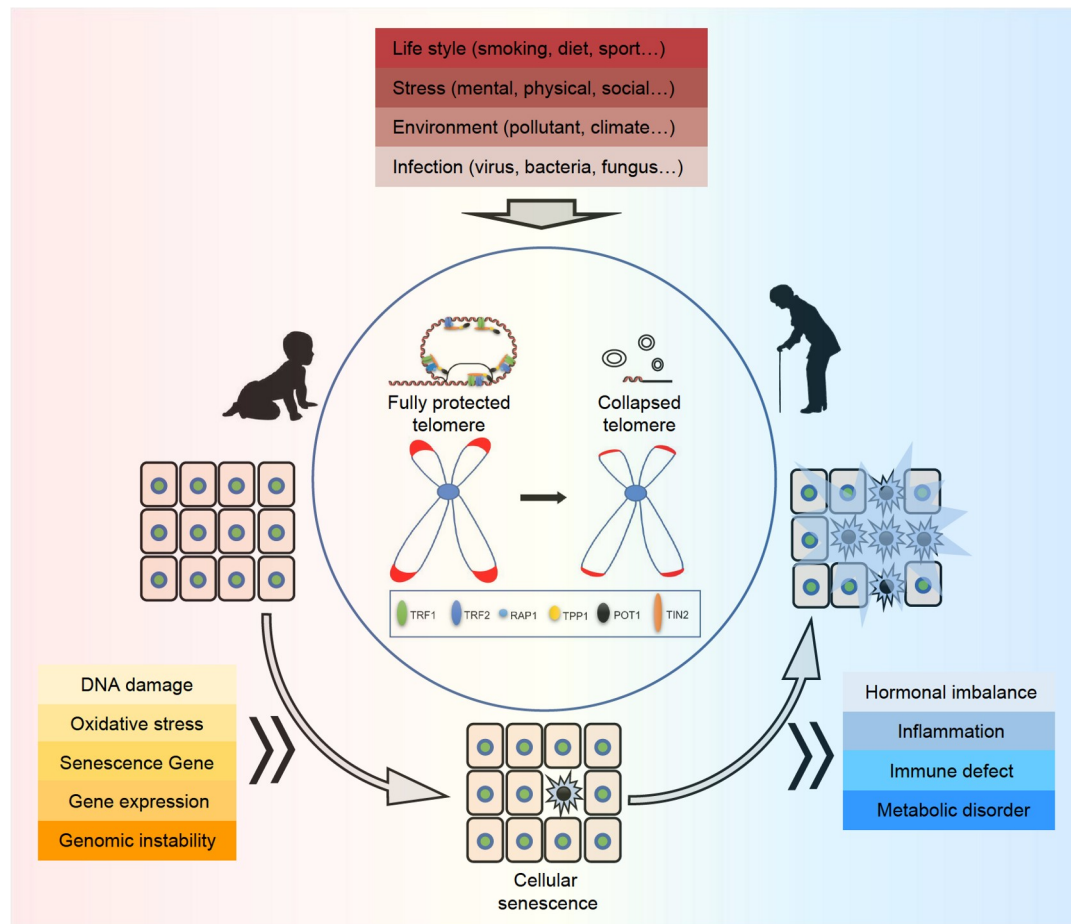 Life style (smoking, diet, sport...)
Stress (mental, physical, social...)
Environment (pollutant, climate...)
Infection (virus, bacteria, fungus...)
Fully protected
telomere
Collapsed
telomere
TRF1
TRF2
RAP1
TPP1
POT1
TIN2
DNA damage
Oxidative stress
Senescence Gene
Gene expression
Genomic instability
Hormonal imbalance
Inflammation
Immune defect
Metabolic disorder
Cellular
senescence